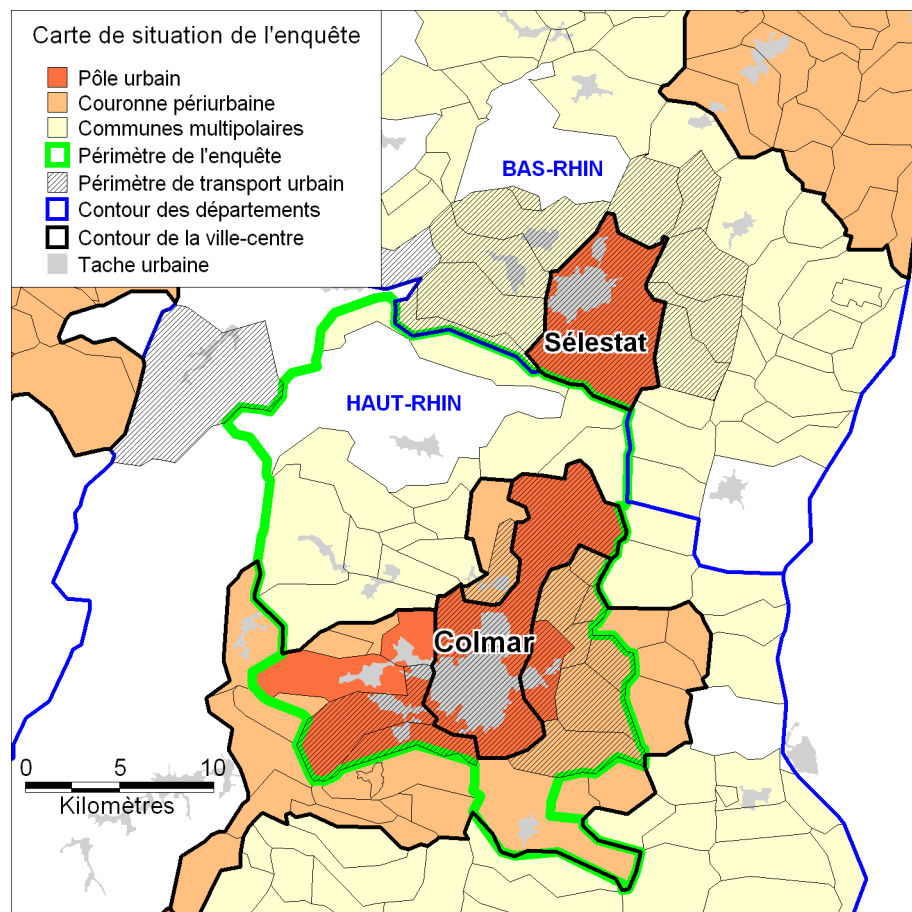 Carte de situation de l'enquête
Pôle urbain
Couronne périurbaine
Communes multipolaires
Périmètre de l'enquête
Périmètre de transport urbain
Contour des départements
Contour de la ville-centre
Tache urbaine
BAS-RHIN
Sélestat
HAUT-RHIN
Colmar
0 5 10
Kilomètres